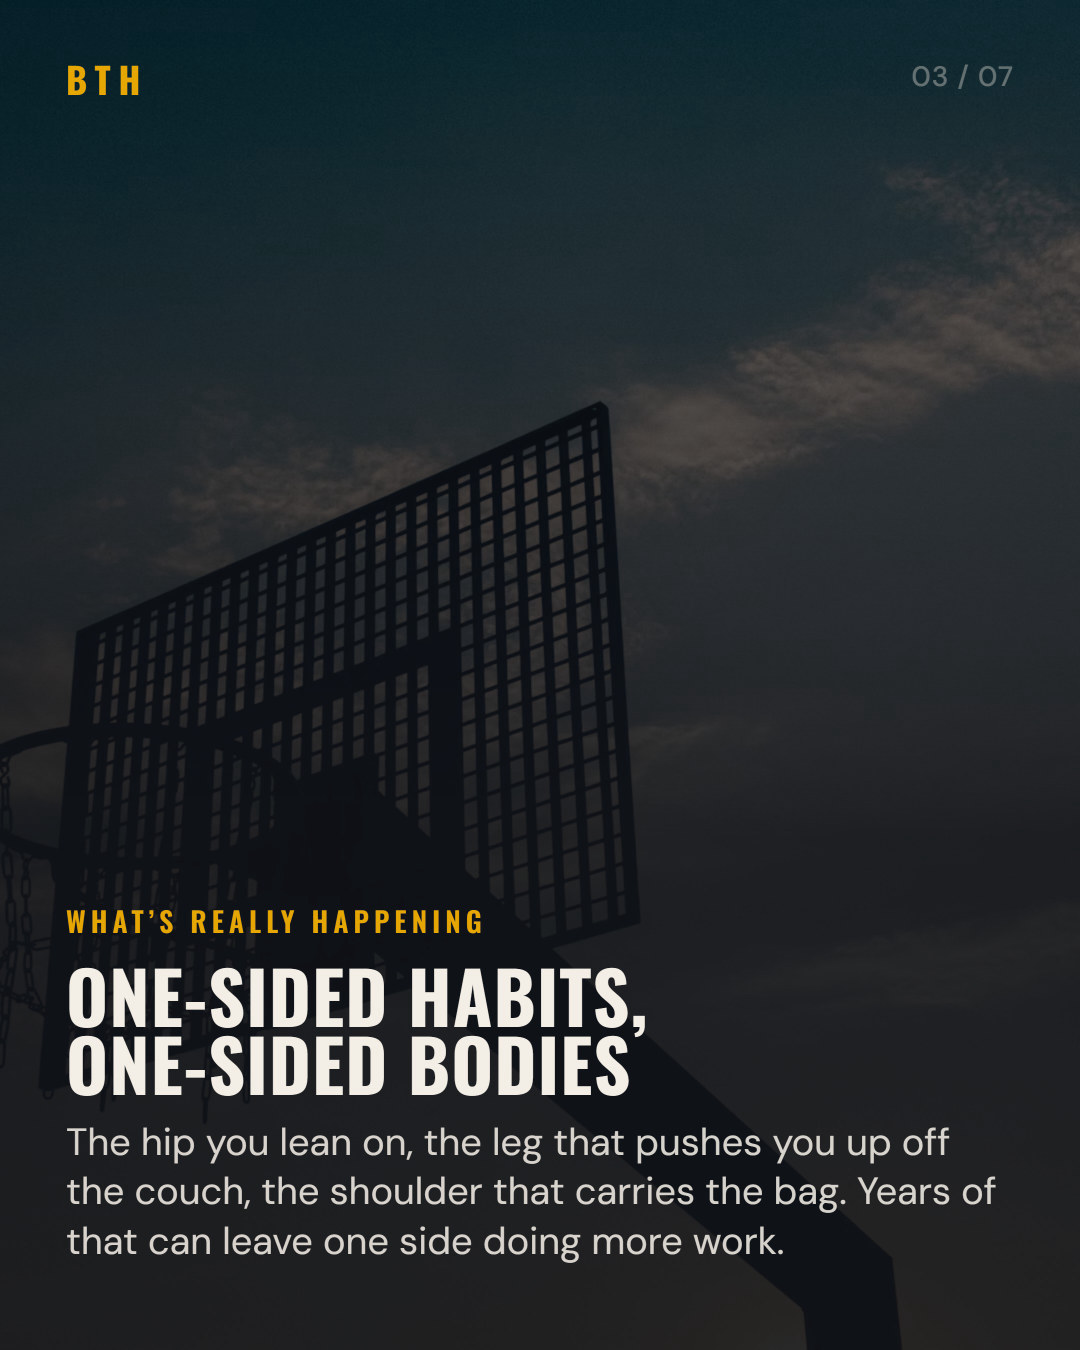 BTH
03 / 07
WHAT’S REALLY HAPPENING
ONE-SIDED HABITS,
ONE-SIDED BODIES
The hip you lean on, the leg that pushes you up off
the couch, the shoulder that carries the bag. Years of
that can leave one side doing more work.